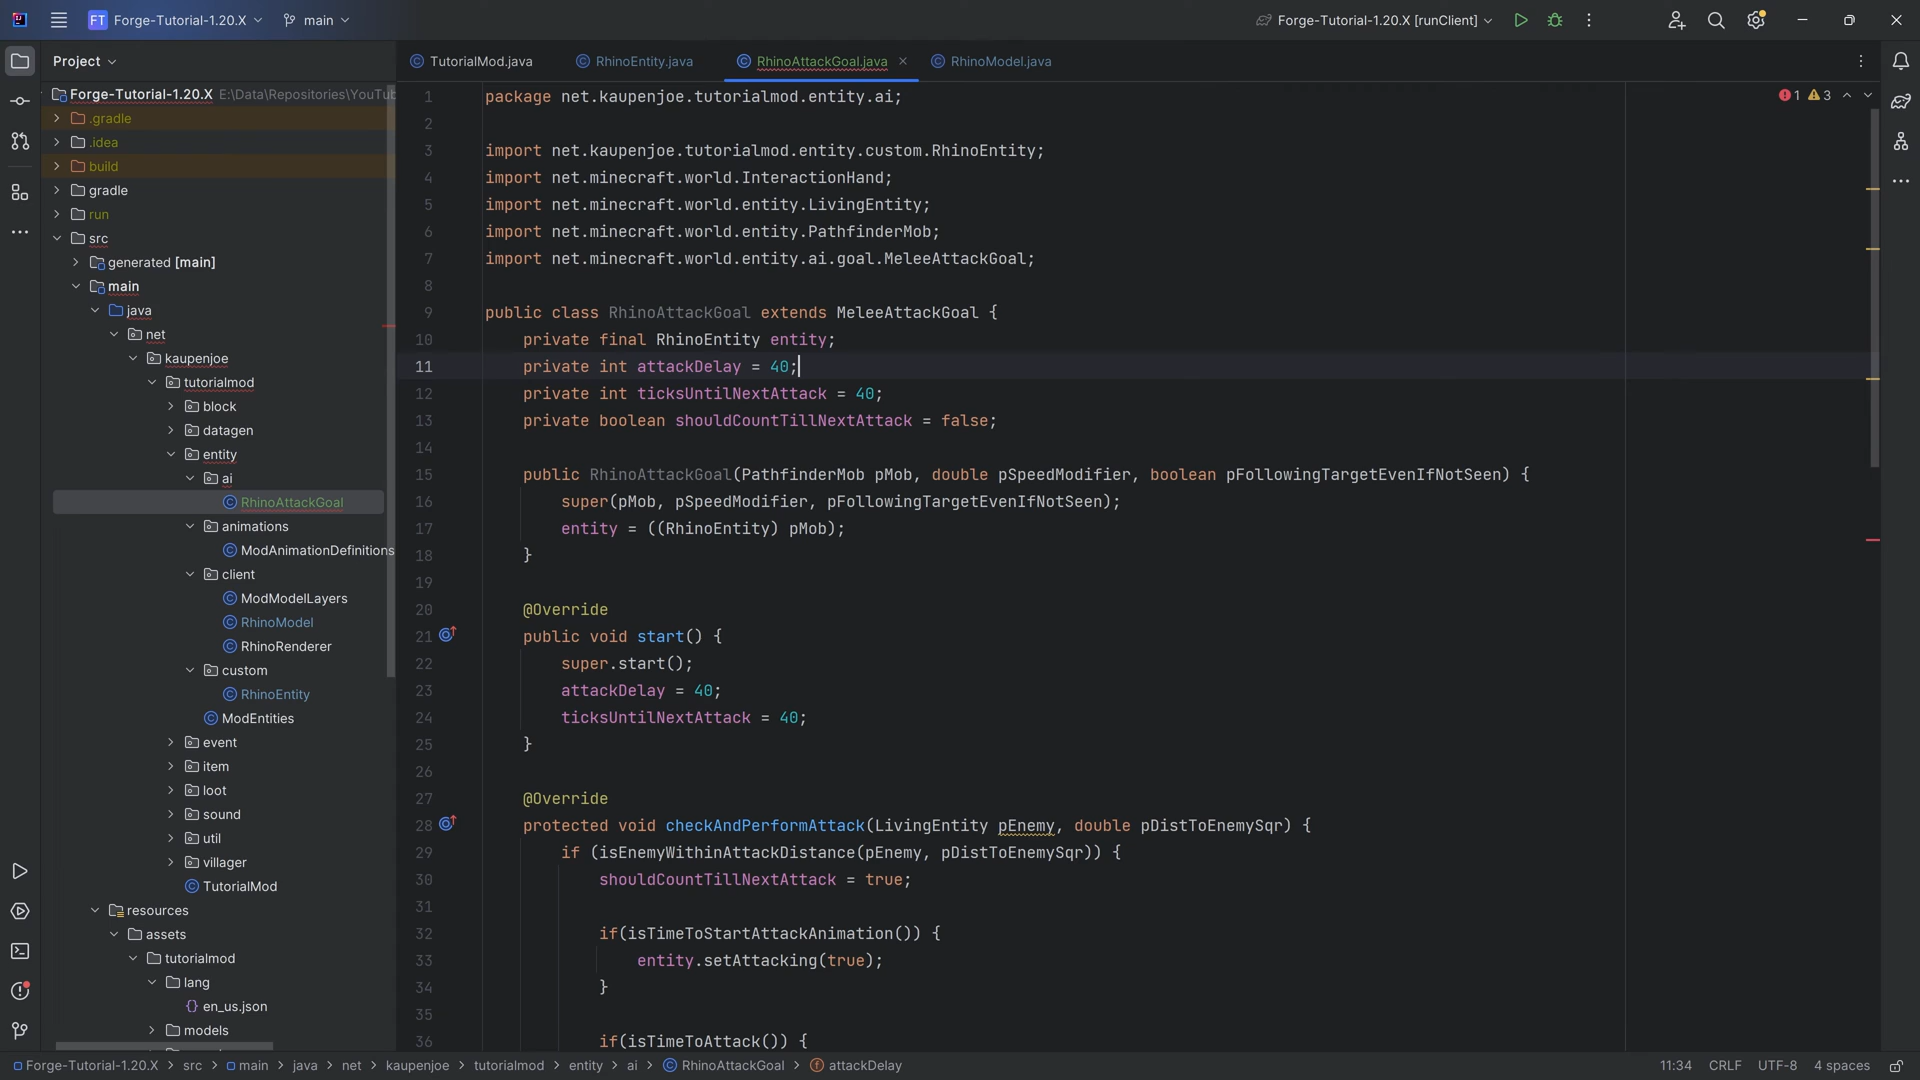 FT Forge-Tutorial-1.20.X main Forge-Tutorial-1.20.X [runClient]
Project
TutorialMod.java RhinoEntity.java RhinoAttackGoal.java RhinoModel.java
Forge-Tutorial-1.20.X E:\Data\Repositories\YouTub
.gradle
.idea
build
gradle
run
src
generated [main]
main
java
net
kaupenjoe
tutorialmod
block
datagen
entity
ai
RhinoAttackGoal
animations
ModAnimationDefinitions
client
ModModelLayers
RhinoModel
RhinoRenderer
custom
RhinoEntity
ModEntities
event
item
loot
sound
util
villager
TutorialMod
resources
assets
tutorialmod
lang
en_us.json
models
1 3
1 package net.kaupenjoe.tutorialmod.entity.ai;
2
3 import net.kaupenjoe.tutorialmod.entity.custom.RhinoEntity;
4 import net.minecraft.world.InteractionHand;
5 import net.minecraft.world.entity.LivingEntity;
6 import net.minecraft.world.entity.PathfinderMob;
7 import net.minecraft.world.entity.ai.goal.MeleeAttackGoal;
8
9 public class RhinoAttackGoal extends MeleeAttackGoal {
10 private final RhinoEntity entity;
11 private int attackDelay = 40;
12 private int ticksUntilNextAttack = 40;
13 private boolean shouldCountTillNextAttack = false;
14
15 public RhinoAttackGoal(PathfinderMob pMob, double pSpeedModifier, boolean pFollowingTargetEvenIfNotSeen) {
16 super(pMob, pSpeedModifier, pFollowingTargetEvenIfNotSeen);
17 entity = ((RhinoEntity) pMob);
18 }
19
20 @Override
21 public void start() {
22 super.start();
23 attackDelay = 40;
24 ticksUntilNextAttack = 40;
25 }
26
27 @Override
28 protected void checkAndPerformAttack(LivingEntity pEnemy, double pDistToEnemySqr) {
29 if (isEnemyWithinAttackDistance(pEnemy, pDistToEnemySqr)) {
30 shouldCountTillNextAttack = true;
31
32 if(isTimeToStartAttackAnimation()) {
33 entity.setAttacking(true);
34 }
35
36 if(isTimeToAttack()) {
Forge-Tutorial-1.20.X > src > main > java > net > kaupenjoe > tutorialmod > entity > ai > RhinoAttackGoal > attackDelay 11:34 CRLF UTF-8 4 spaces